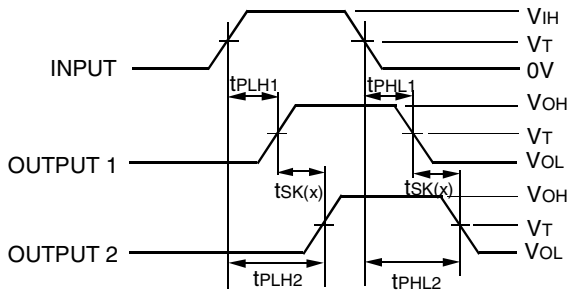 VIH
VT
INPUT
0V
tPLH1
tPHL1
VOH
VT
OUTPUT 1
VOL
tSK(x)
tSK(x)
VOH
VT
OUTPUT 2
VOL
tPLH2
tPHL2